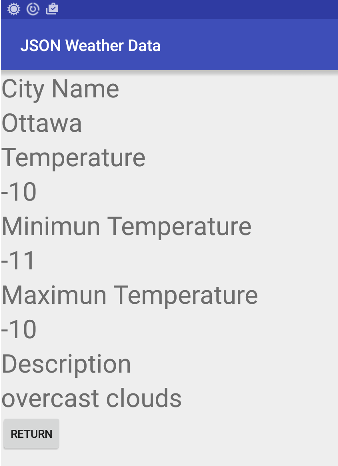 JSON Weather Data
City Name
Ottawa
Temperature
-10
Minimun Temperature
-11
Maximun Temperature
-10
Description
overcast clouds
RETURN